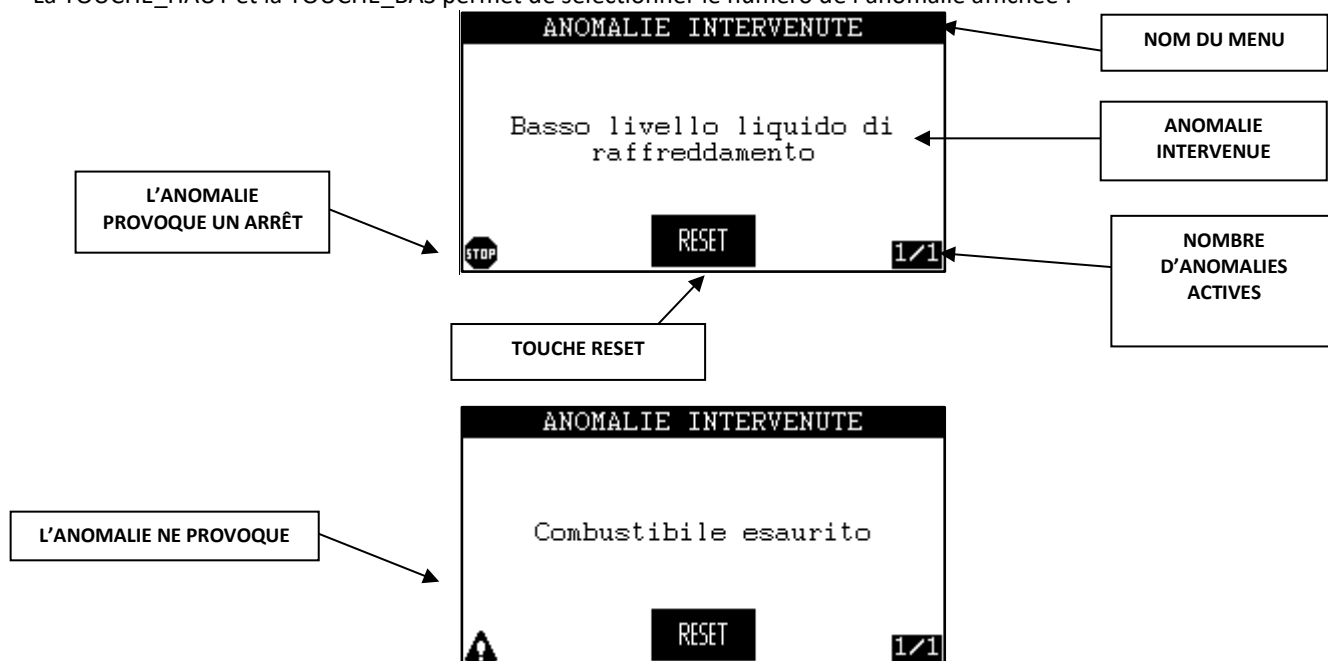 La TOUCHE_HAUT et la TOUCHE_BAS permet de sélectionner le numéro de l'anomalie affichée :
ANOMALIE INTERVENUTE
NOM DU MENU
Basso livello liquido di
raffreddamento
ANOMALIE
INTERVENUE
L'ANOMALIE
PROVOQUE UN ARRÊT
STOP
RESET
1/1
NOMBRE
D'ANOMALIES
ACTIVES
TOUCHE RESET
ANOMALIE INTERVENUTE
Combustibile esaurito
L'ANOMALIE NE PROVOQUE
RESET
1/1